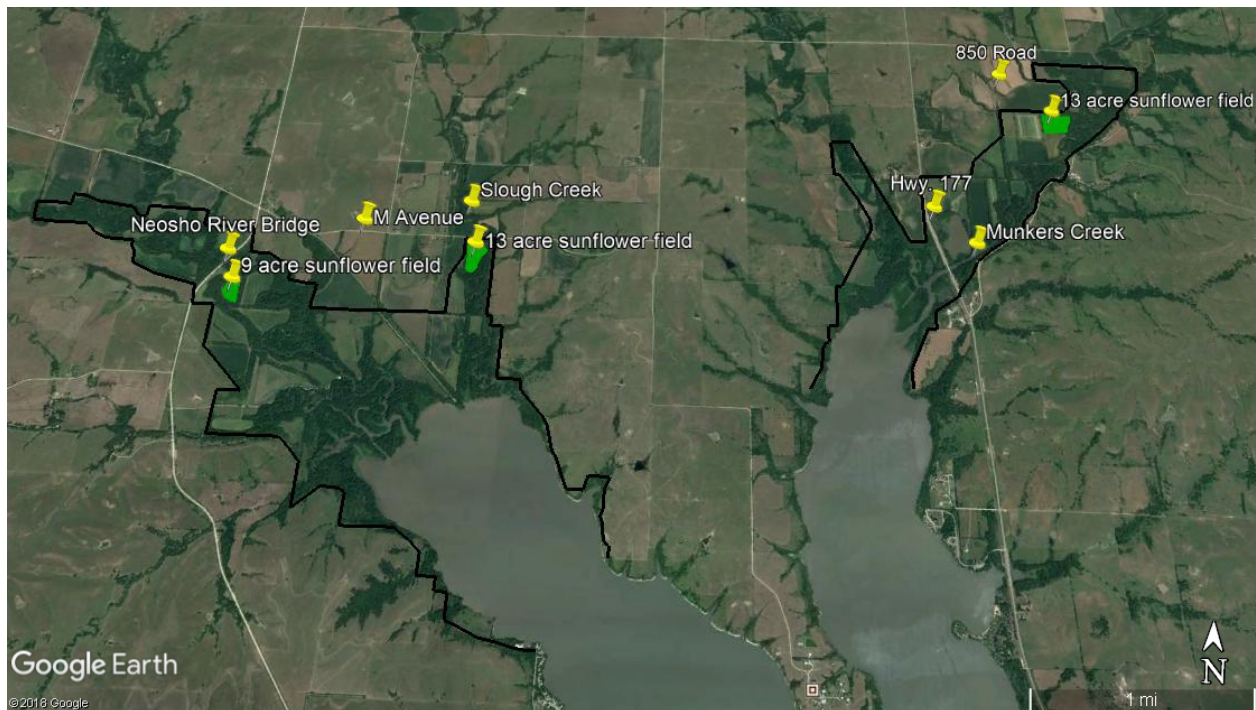 850 Road
13 acre sunflower field
Hwy. 177
Slough Creek
M Avenue
Neosho River Bridge
13 acre sunflower field
Munkers Creek
9 acre sunflower field
Google Earth
N
1 mi
©2018 Google